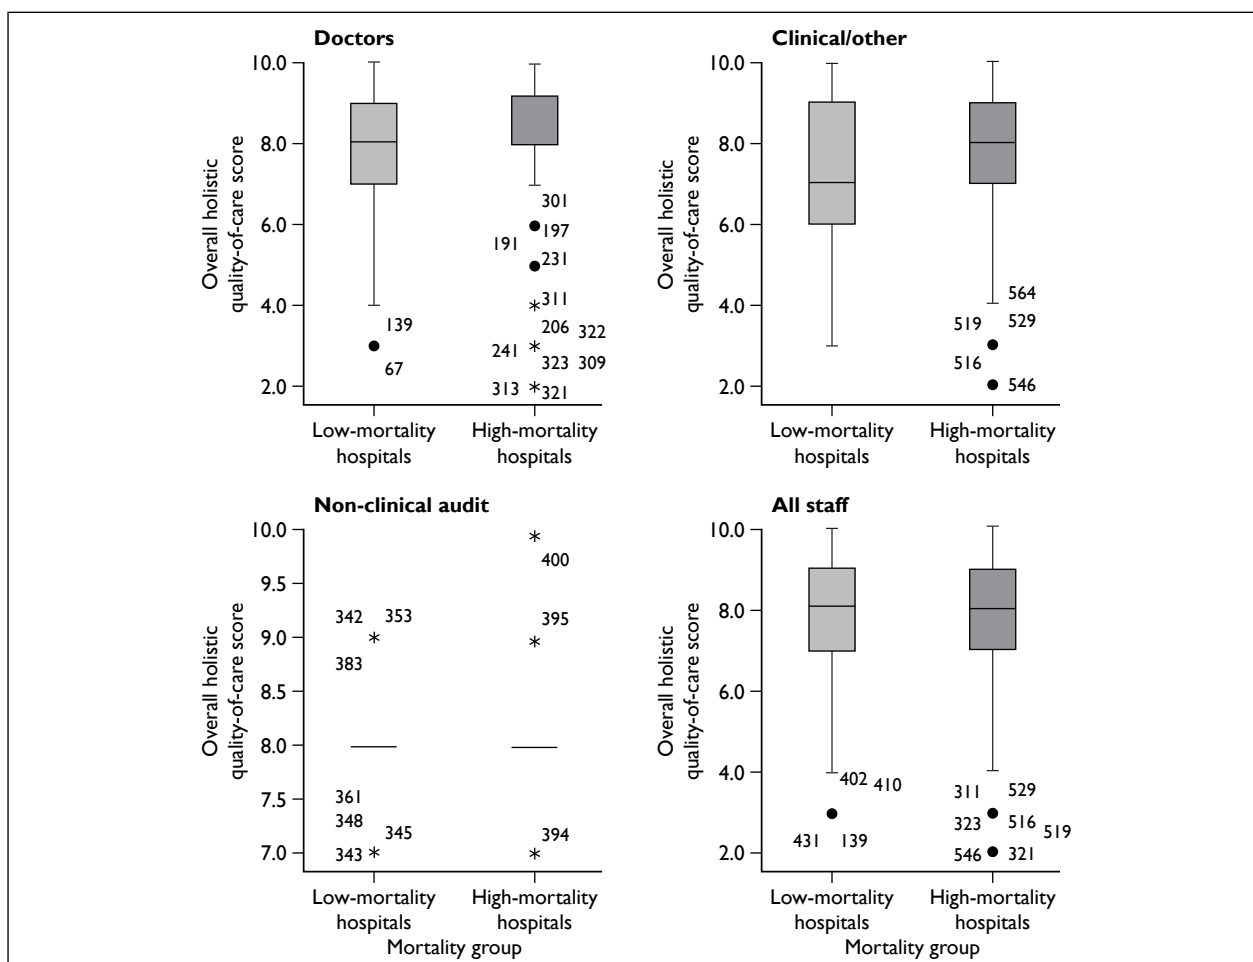 Doctors
10.0
8.0
6.0
4.0
2.0
Overall holistic
quality-of-care score
139
67
301
197
191
231
311
206 322
241
323 309
313 321
Low-mortality
hospitals
High-mortality
hospitals
Clinical/other
10.0
8.0
6.0
4.0
2.0
Overall holistic
quality-of-care score
564
519 529
516
546
Low-mortality
hospitals
High-mortality
hospitals
Non-clinical audit
10.0
9.5
9.0
8.5
8.0
7.5
7.0
Overall holistic
quality-of-care score
342 353
383
361
348
345
343
400
395
394
Low-mortality
hospitals
High-mortality
hospitals
Mortality group
All staff
10.0
8.0
6.0
4.0
2.0
Overall holistic
quality-of-care score
402 410
431 139
311 529
323 516
519
546 321
Low-mortality
hospitals
High-mortality
hospitals
Mortality group